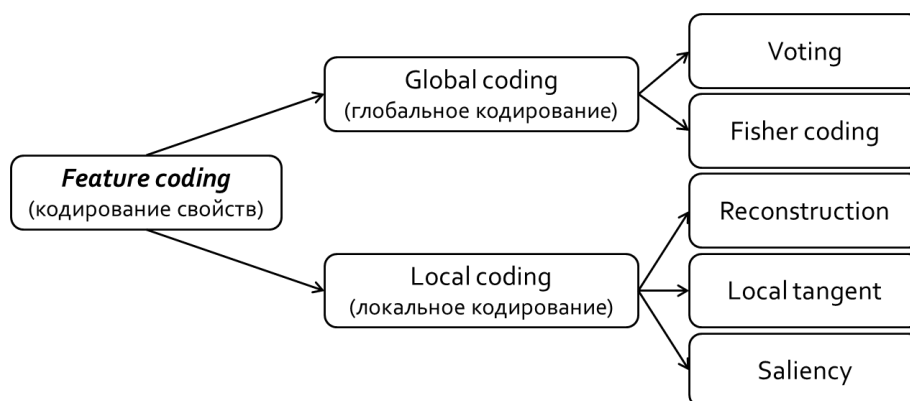 Feature coding
(кодирование свойств)
Global coding
(глобальное кодирование)
Local coding
(локальное кодирование)
Voting
Fisher coding
Reconstruction
Local tangent
Saliency